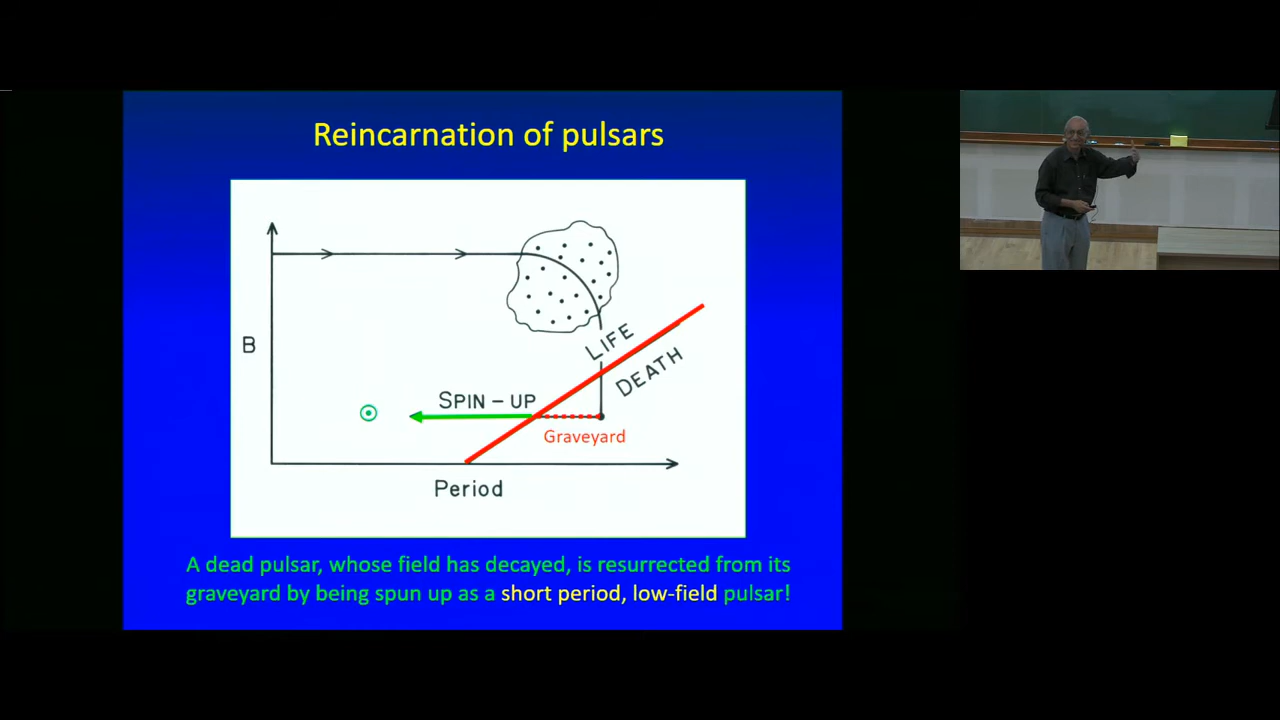 Reincarnation of pulsars
B
LIFE
DEATH
SPIN-UP
Graveyard
Period
A dead pulsar, whose field has decayed, is resurrected from its
graveyard by being spun up as a short period, low-field pulsar!